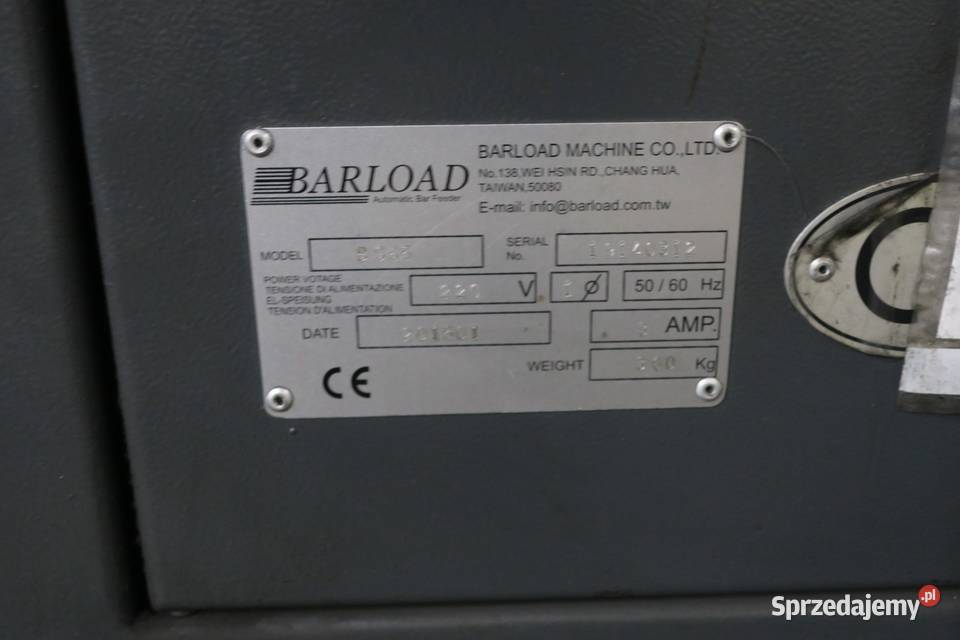 BARLOAD
Automatic Bar Feeder
BARLOAD MACHINE CO.,LTD.
No.138,WEI HSIN RD.,CHANG HUA,
TAIWAN,50080
E-mail: info@barload.com.tw
MODEL
SERIAL No.
POWER VOTAGE
TENSIONE DI ALIMENTAZIONE
EL-SPEISUNG
TENSION D'ALIMENTATION
220 V 1 Ø 50 / 60 Hz
DATE
AMP.
WEIGHT Kg
CE
Sprzedajemy.pl